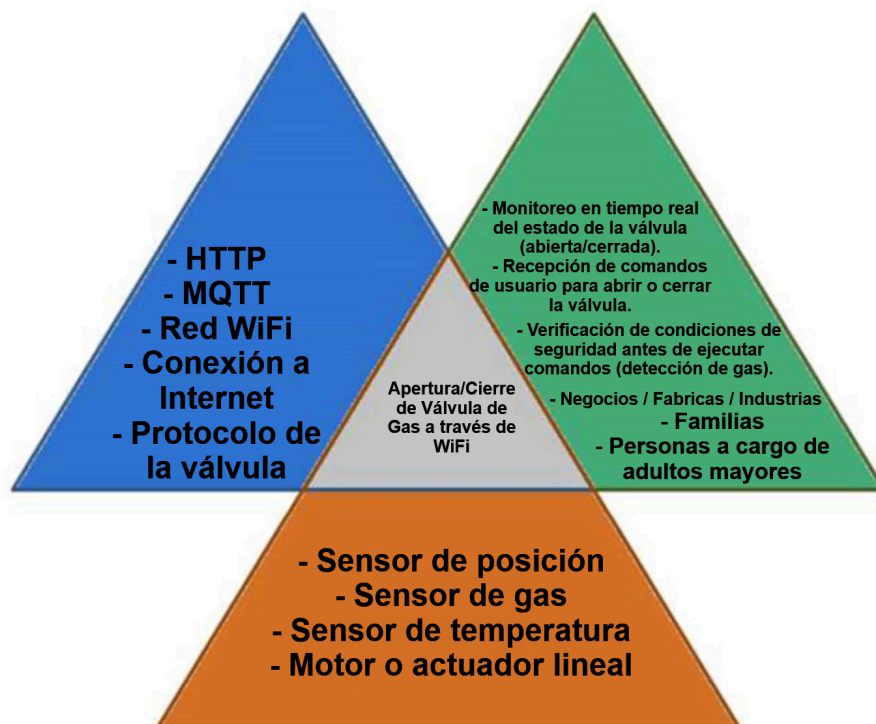 - HTTP
- MQTT
- Red WiFi
- Conexión a
Internet
- Protocolo de
la válvula
- Monitoreo en tiempo real
del estado de la válvula
(abierta/cerrada).
- Recepción de comandos
de usuario para abrir o cerrar
la válvula.
- Verificación de condiciones de
seguridad antes de ejecutar
comandos (detección de gas).
- Negocios / Fabricas / Industrias
- Familias
- Personas a cargo de
adultos mayores
Apertura/Cierre
de Válvula de
Gas a través de
WiFi
- Sensor de posición
- Sensor de gas
- Sensor de temperatura
- Motor o actuador lineal